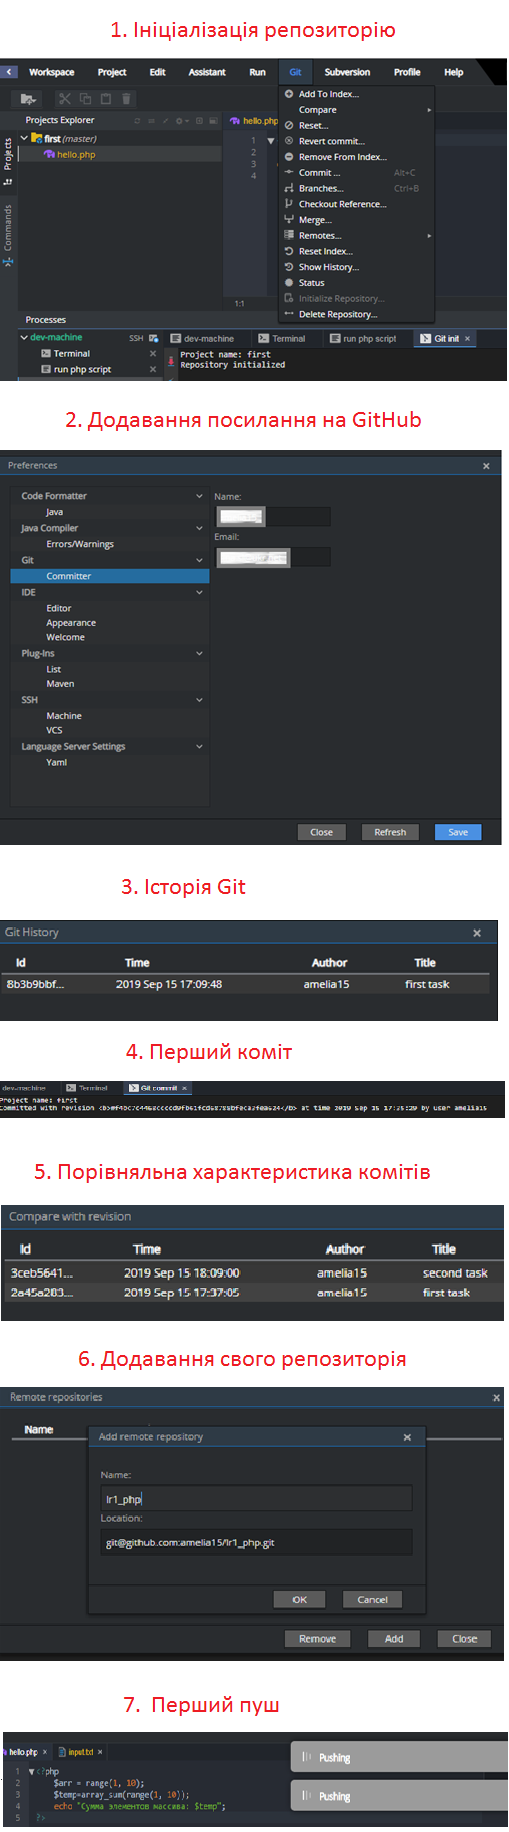 1. Ініціалізація репозиторію
Workspace Project Edit Assistant Run Git Subversion Profile Help
Add To Index...
Compare
Reset...
Revert commit...
Remove From Index...
Commit ... Alt+C
Branches... Ctrl+B
Checkout Reference...
Merge...
Remotes...
Reset Index...
Show History...
Status
Initialize Repository...
Delete Repository...
Projects Explorer
first (master)
hello.php
Projects
Commands
hello.php
1
2
3
4
1:1
Processes
dev-machine SSH
Terminal
run php script
dev-machine Terminal run php script Git init
Project name: first
Repository initialized
2. Додавання посилання на GitHub
Preferences
Code Formatter
Java
Java Compiler
Errors/Warnings
Git
Committer
IDE
Editor
Appearance
Welcome
Plug-Ins
List
Maven
SSH
Machine
VCS
Language Server Settings
Yaml
Name:
Email:
Close Refresh Save
3. Історія Git
Git History
Id Time Author Title
8b3b9bbf... 2019 Sep 15 17:09:48 amelia15 first task
4. Перший коміт
dev-machine Terminal Git commit
Project name: first
at time 2019 Sep 15 by user amelia15
5. Порівняльна характеристика комітів
Compare with revision
Id Time Author Title
3ceb5641... 2019 Sep 15 18:09:00 amelia15 second task
2a45a283... 2019 Sep 15 17:37:05 amelia15 first task
6. Додавання свого репозиторія
Remote repositories
Name
Add remote repository
Name:
lr1_php
Location:
git@github.com:amelia15/lr1_php.git
OK Cancel
Remove Add Close
7. Перший пуш
hello.php input.txt
1 <?php
2 $arr = range(1, 10);
3 $temp=array_sum(range(1, 10));
4 echo "Сумма элементов массива: $temp";
5 ?>
Pushing
Pushing